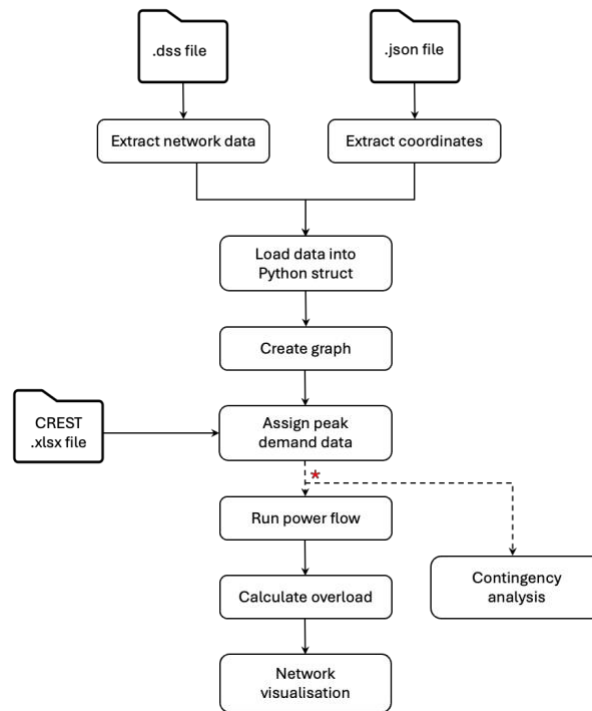 .dss file
.json file
Extract network data
Extract coordinates
Load data into
Python struct
Create graph
CREST
.xlsx file
Assign peak
demand data
*
Run power flow
Contingency
analysis
Calculate overload
Network
visualisation